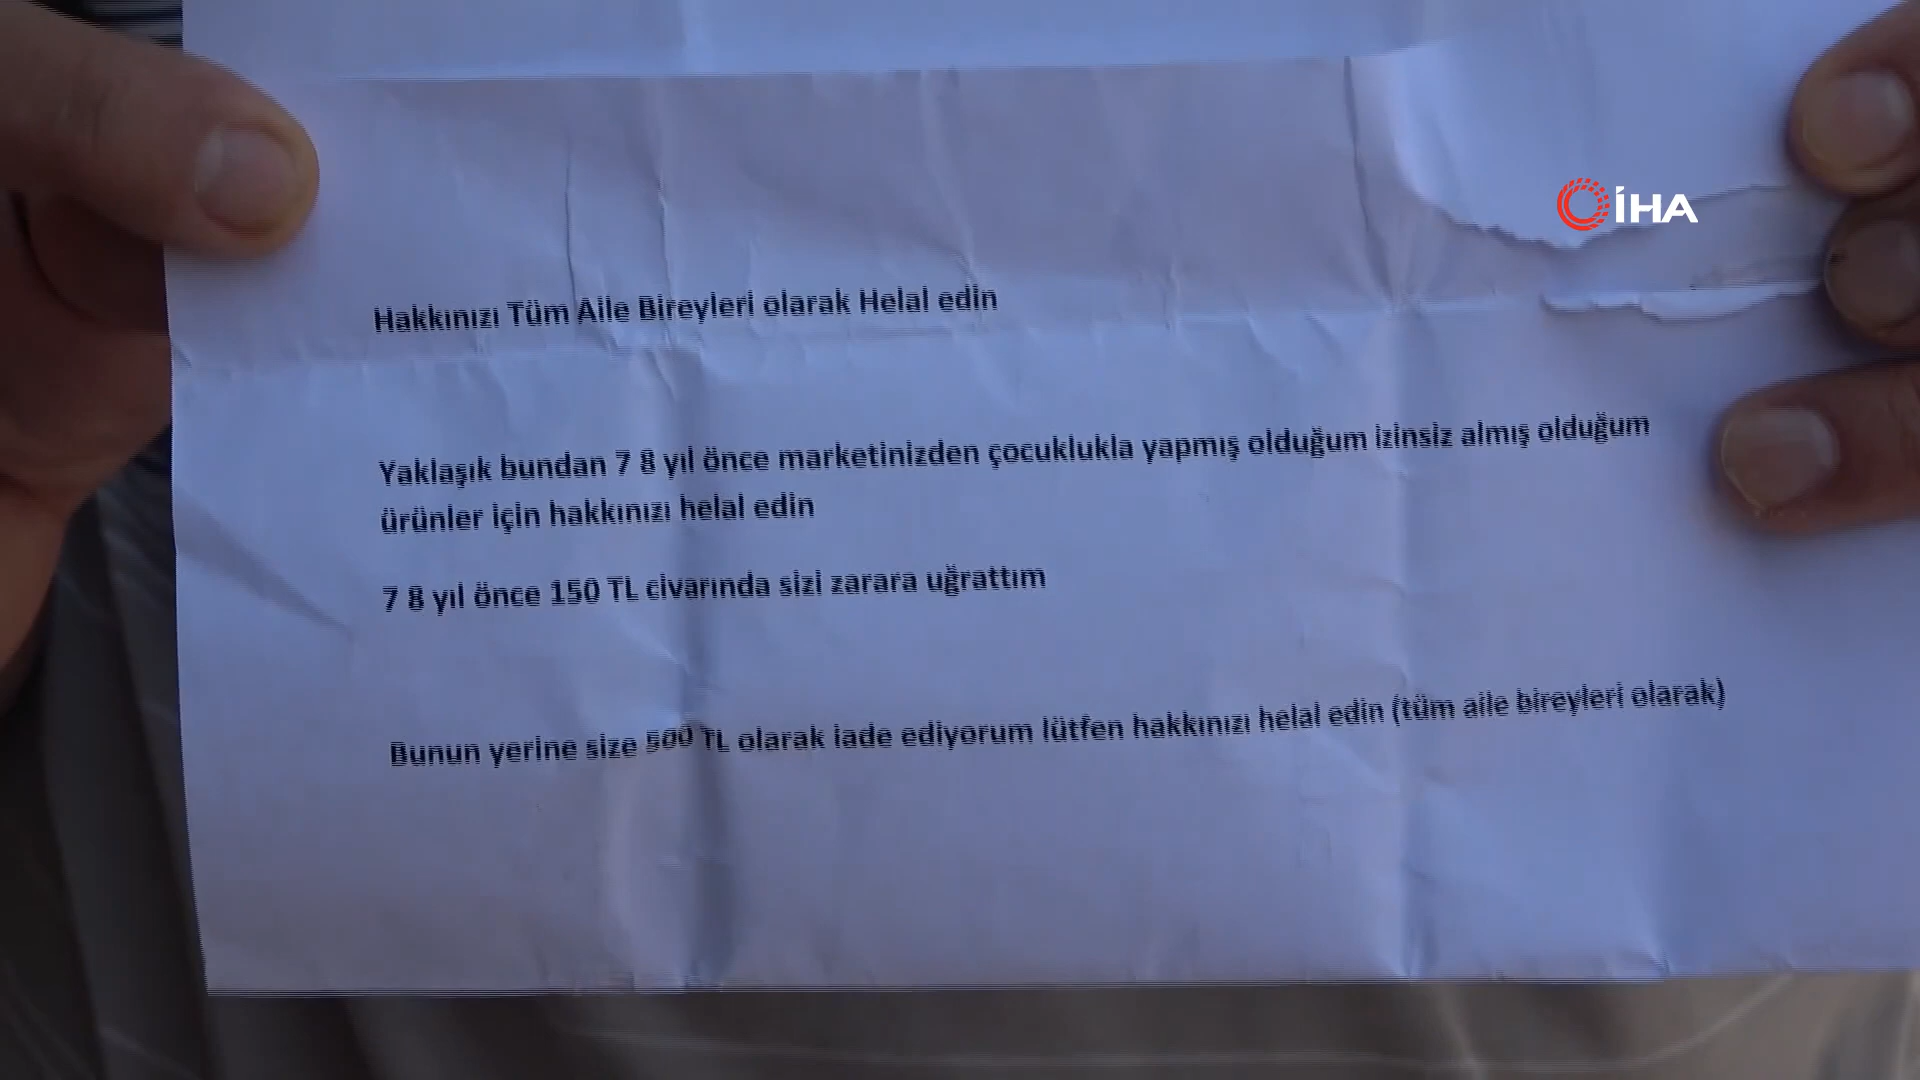 İHA
Hakkınızı Tüm Aile Bireyleri olarak Helal edin
Yaklaşık bundan 7 8 yıl önce marketinizden çocuklukla yapmış olduğum izinsiz almış olduğum
ürünler için hakkınızı helal edin
7 8 yıl önce 150 TL civarında sizi zarara uğrattım
Bunun yerine size 500 TL olarak iade ediyorum lütfen hakkınızı helal edin (tüm aile bireyleri olarak)